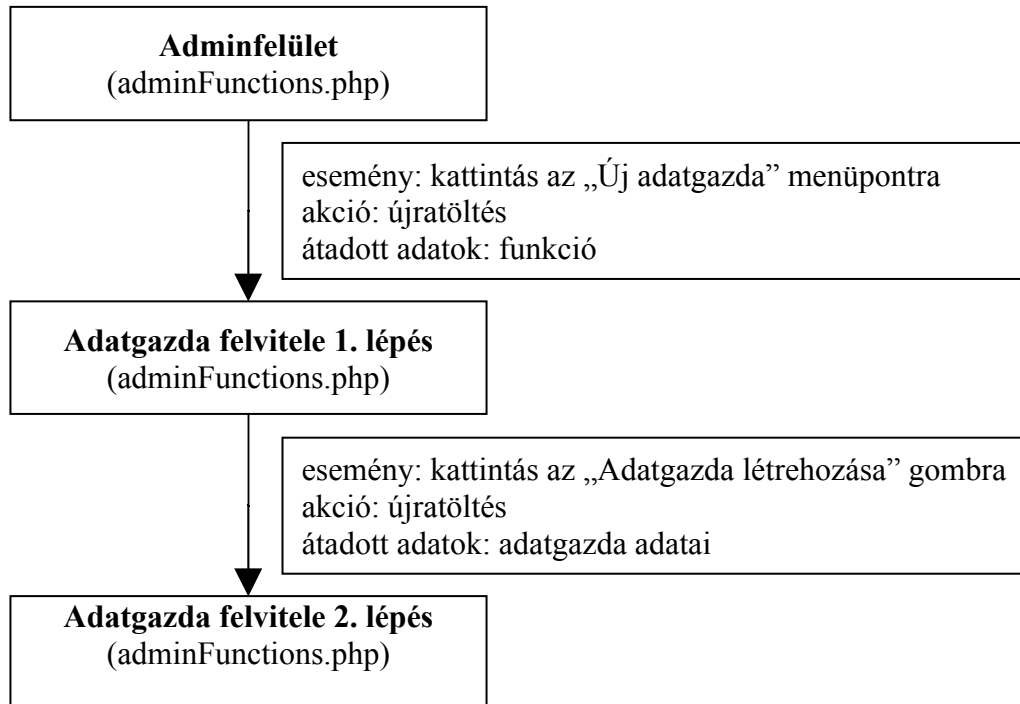 Adminfelület
(adminFunctions.php)
esemény: kattintás az „Új adatgazda” menüpontra
akció: újratöltés
átadott adatok: funkció
Adatgazda felvitele 1. lépés
(adminFunctions.php)
esemény: kattintás az „Adatgazda létrehozása” gombra
akció: újratöltés
átadott adatok: adatgazda adatai
Adatgazda felvitele 2. lépés
(adminFunctions.php)